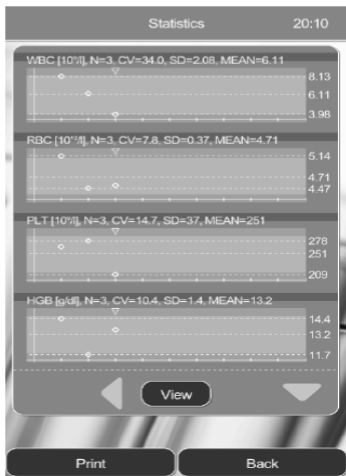 Statistics 20:10
WBC [10⁹/l], N=3, CV=34.0, SD=2.08, MEAN=6.11
8.13
6.11
3.98
RBC [10¹²/l], N=3, CV=7.8, SD=0.37, MEAN=4.71
5.14
4.71
4.47
PLT [10⁹/l], N=3, CV=14.7, SD=37, MEAN=251
278
251
209
HGB [g/dl], N=3, CV=10.4, SD=1.4, MEAN=13.2
14.4
13.2
11.7
View
Print Back